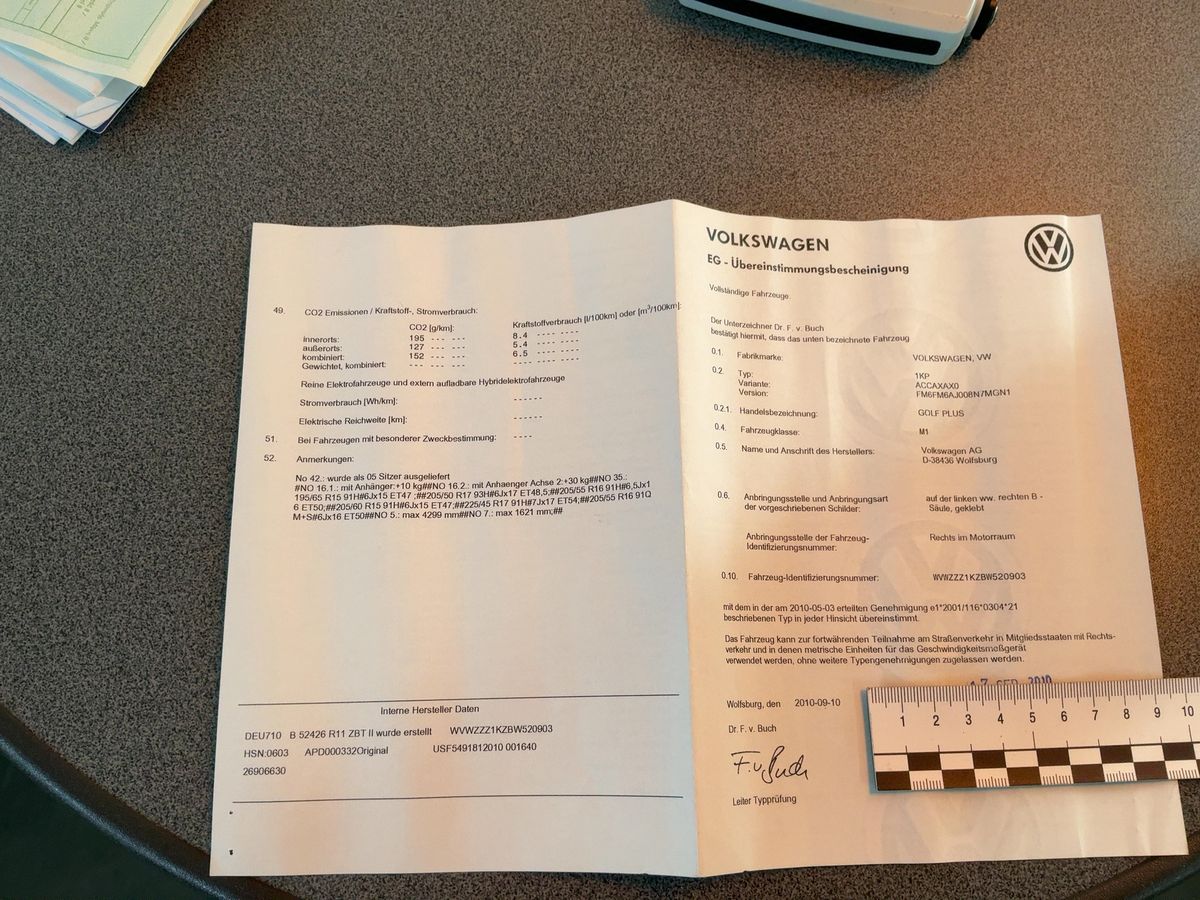 49. CO2 Emissionen / Kraftstoff-, Stromverbrauch:
CO2 [g/km]: Kraftstoffverbrauch [l/100km] oder [m³/100km]:
innerorts: 195 --- --- 8.4 ---- ----
außerorts: 127 --- --- 5.4 ---- ----
kombiniert: 152 --- --- 6.5 ---- ----
Gewichtet, kombiniert: --- --- --- ---- ---- ----
Reine Elektrofahrzeuge und extern aufladbare Hybridelektrofahrzeuge
Stromverbrauch [Wh/km]: ------
Elektrische Reichweite [km]: ------
51. Bei Fahrzeugen mit besonderer Zweckbestimmung: ----
52. Anmerkungen:
No 42.: wurde als 05 Sitzer ausgeliefert
#NO 16.1.: mit Anhänger:+10 kg##NO 16.2.: mit Anhaenger Achse 2:+30 kg##NO 35.:
195/65 R15 91H#6Jx15 ET47 ;##205/50 R17 93H#6Jx17 ET48,5;##205/55 R16 91H#6,5Jx1
6 ET50;##205/60 R15 91H#6Jx15 ET47;##225/45 R17 91H#7Jx17 ET54;##205/55 R16 91Q
M+S#6Jx16 ET50##NO 5.: max 4299 mm##NO 7.: max 1621 mm;##
Interne Hersteller Daten
DEU710 B 52426 R11 ZBT II wurde erstellt WVWZZZ1KZBW520903
HSN:0603 APD000332Original USF5491812010 001640
26906630
VOLKSWAGEN
EG - Übereinstimmungsbescheinigung
Vollständige Fahrzeuge.
Der Unterzeichner Dr. F. v. Buch
bestätigt hiermit, dass das unten bezeichnete Fahrzeug
0.1. Fabrikmarke: VOLKSWAGEN, VW
0.2. Typ: 1KP
Variante: ACCAXAX0
Version: FM6FM6AJ008N7MGN1
0.2.1. Handelsbezeichnung: GOLF PLUS
0.4. Fahrzeugklasse: M1
0.5. Name und Anschrift des Herstellers: Volkswagen AG
D-38436 Wolfsburg
0.6. Anbringungsstelle und Anbringungsart auf der linken ww. rechten B -
der vorgeschriebenen Schilder: Säule, geklebt
Anbringungsstelle der Fahrzeug- Rechts im Motorraum
Identifizierungsnummer:
0.10. Fahrzeug-Identifizierungsnummer: WVWZZZ1KZBW520903
mit dem in der am 2010-05-03 erteilten Genehmigung e1*2001/116*0304*21
beschriebenen Typ in jeder Hinsicht übereinstimmt.
Das Fahrzeug kann zur fortwährenden Teilnahme am Straßenverkehr in Mitgliedsstaaten mit Rechts-
verkehr und in denen metrische Einheiten für das Geschwindigkeitsmeßgerät
verwendet werden, ohne weitere Typengenehmigungen zugelassen werden.
Wolfsburg, den 2010-09-10
Dr. F. v. Buch
F. v. Buch
Leiter Typprüfung
1 2 3 4 5 6 7 8 9 10